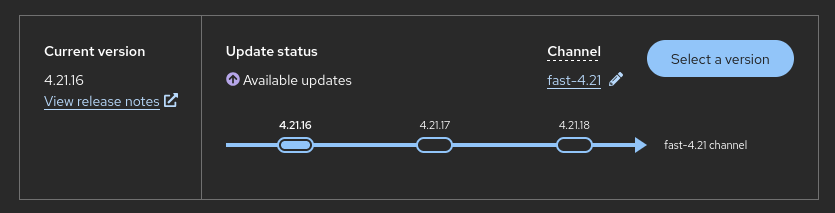 Current version
4.21.16
View release notes
Update status
Available updates
Channel
fast-4.21
Select a version
4.21.16
4.21.17
4.21.18
fast-4.21 channel